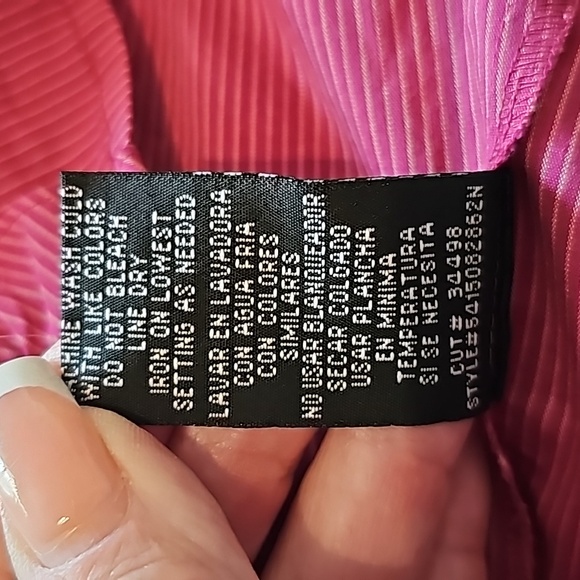 WASH COLD
WITH LIKE COLORS
DO NOT BLEACH
LINE DRY
IRON ON LOWEST
SETTING AS NEEDED
LAVAR EN LAVADORA
CON AGUA FRIA
CON COLORES
SIMILARES
NO USAR BLANQUEADOR
SECAR COLGADO
USAR PLANCHA
EN MINIMA
TEMPERATURA
SI SE NECESITA
CUT# 34498
STYLE#5415082862N